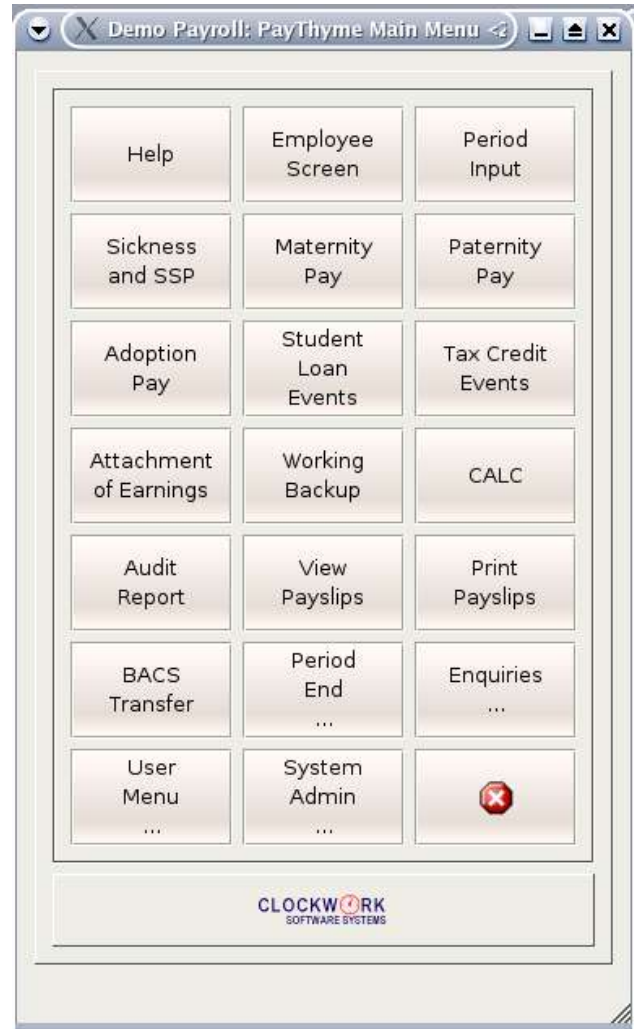 Demo Payroll: PayThyme Main Menu <2
Help
Employee
Screen
Period
Input
Sickness
and SSP
Maternity
Pay
Paternity
Pay
Adoption
Pay
Student
Loan
Events
Tax Credit
Events
Attachment
of Earnings
Working
Backup
CALC
Audit
Report
View
Payslips
Print
Payslips
BACS
Transfer
Period
End
...
Enquiries
...
User
Menu
...
System
Admin
...
CLOCKWORK
SOFTWARE SYSTEMS